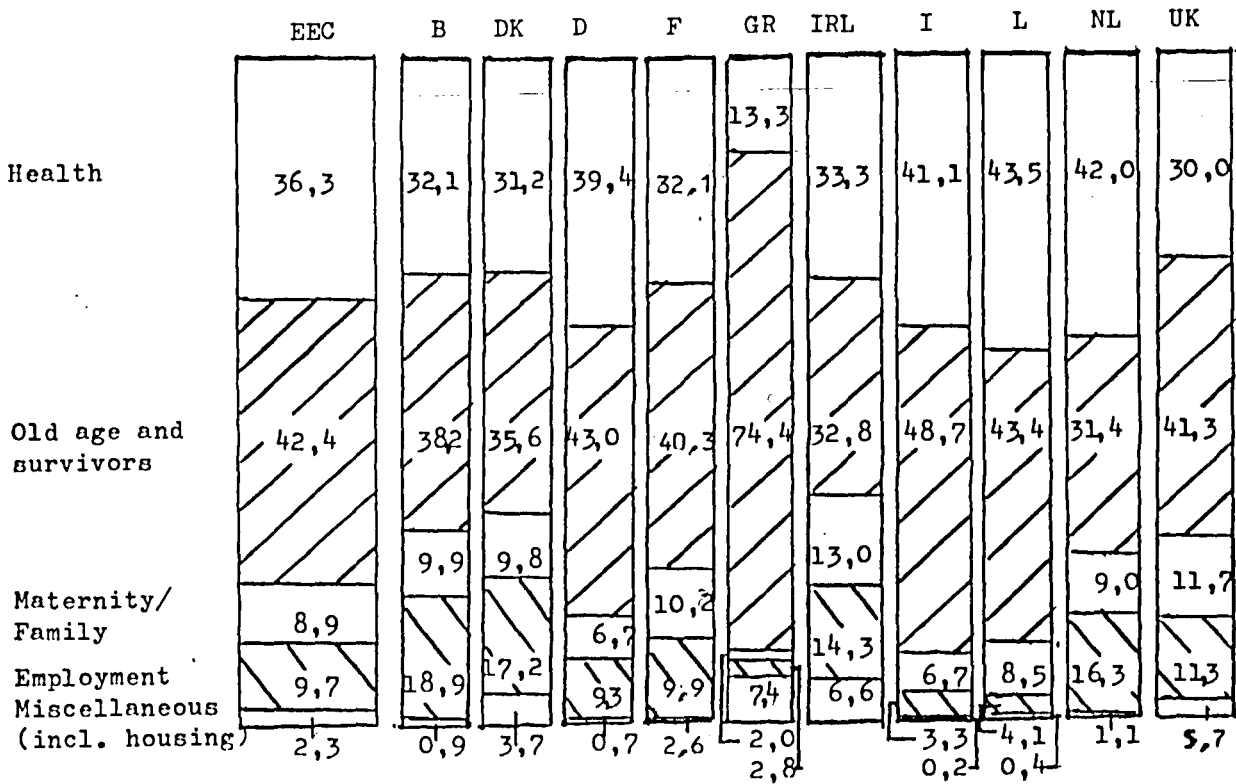 EEC B DK D F GR IRL I L NL UK
13,3
Health 36,3 32,1 31,2 39,4 32,1 33,3 41,1 43,5 42,0 30,0
Old age and 42,4 382 35,6 43,0 40,3 74,4 32,8 48,7 43,4 31,4 41,3
survivors
9,9 9,8 13,0
Maternity/ 10,2 9,0 11,7
Family 8,9 6,7
14,3
Employment 9,7 18,9 17,2 9,3 9,9 7,4 6,6 6,7 8,5 16,3 11,3
Miscellaneous
(incl. housing) 2,3 0,9 3,7 0,7 2,6 2,0 3,3 4,1 1,1 5,7
2,8 0,2 0,4